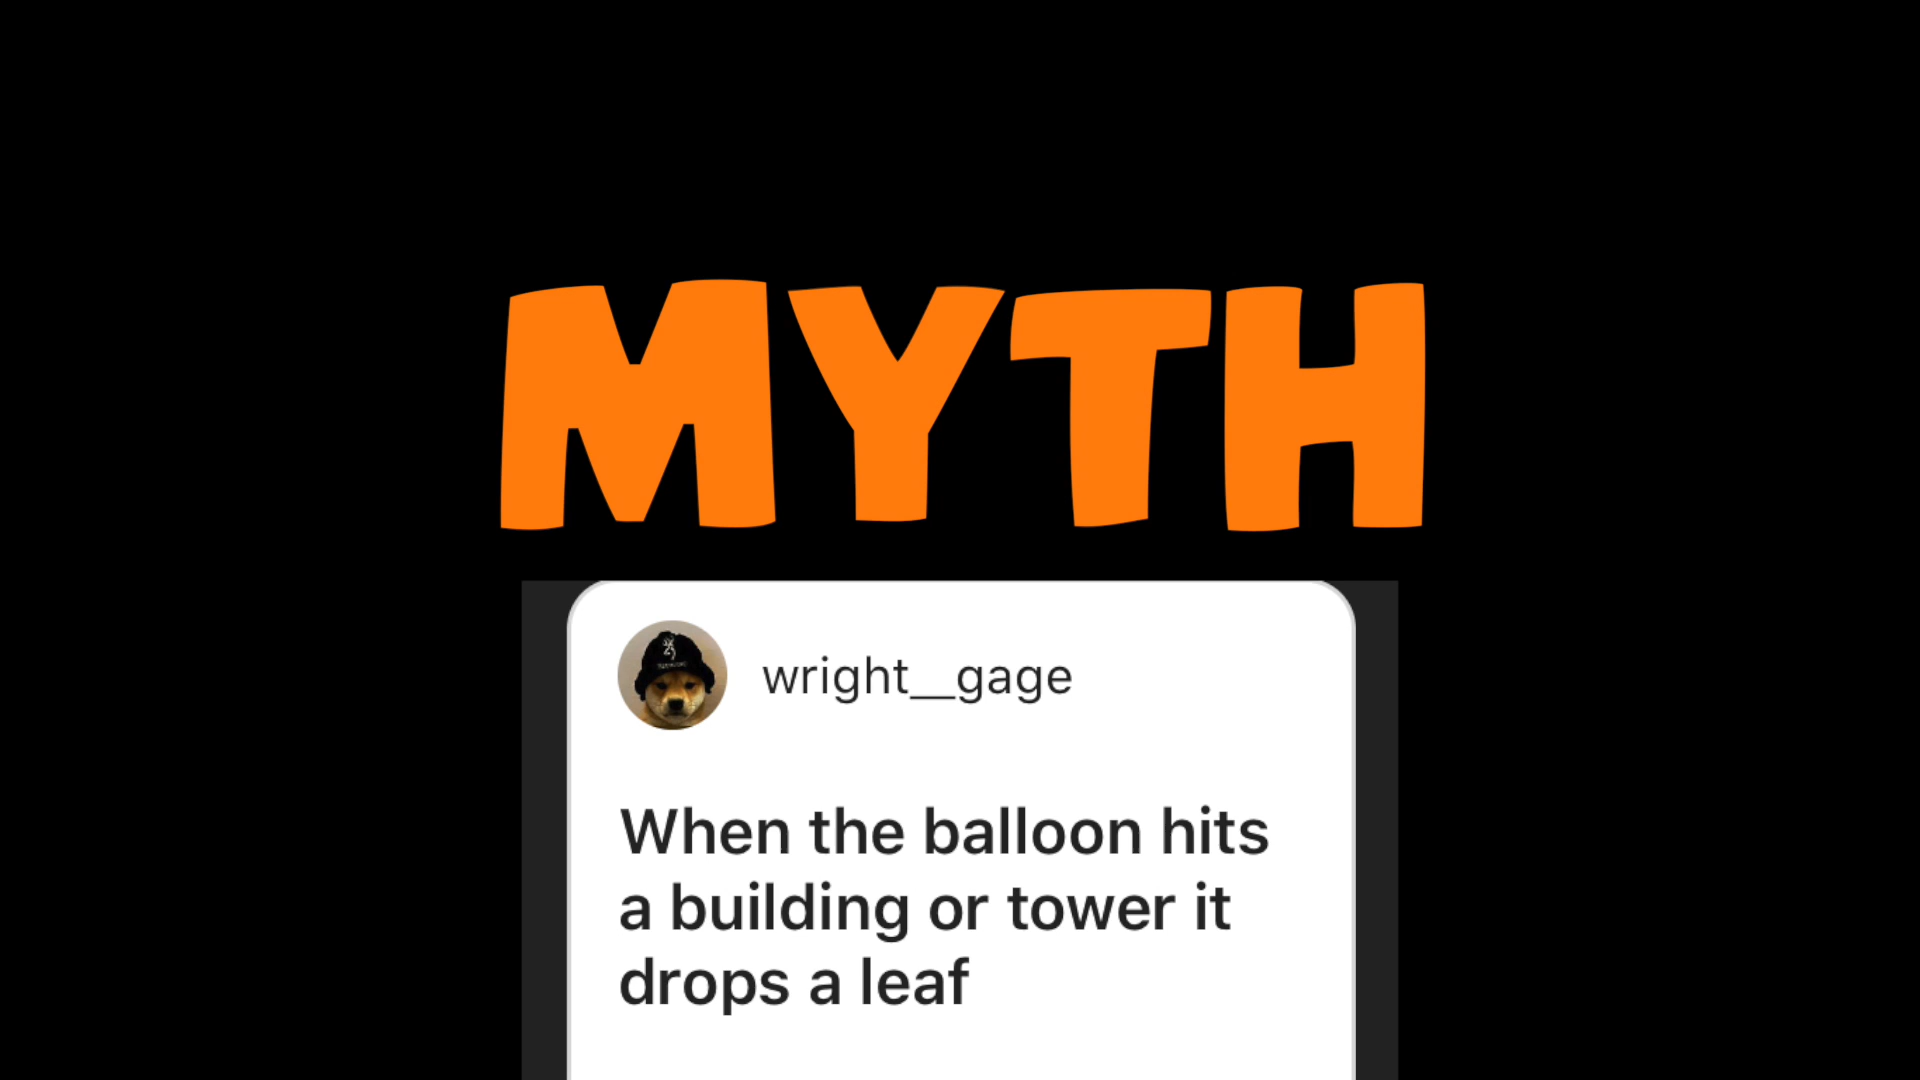 MYTH
wright__gage
When the balloon hits
a building or tower it
drops a leaf